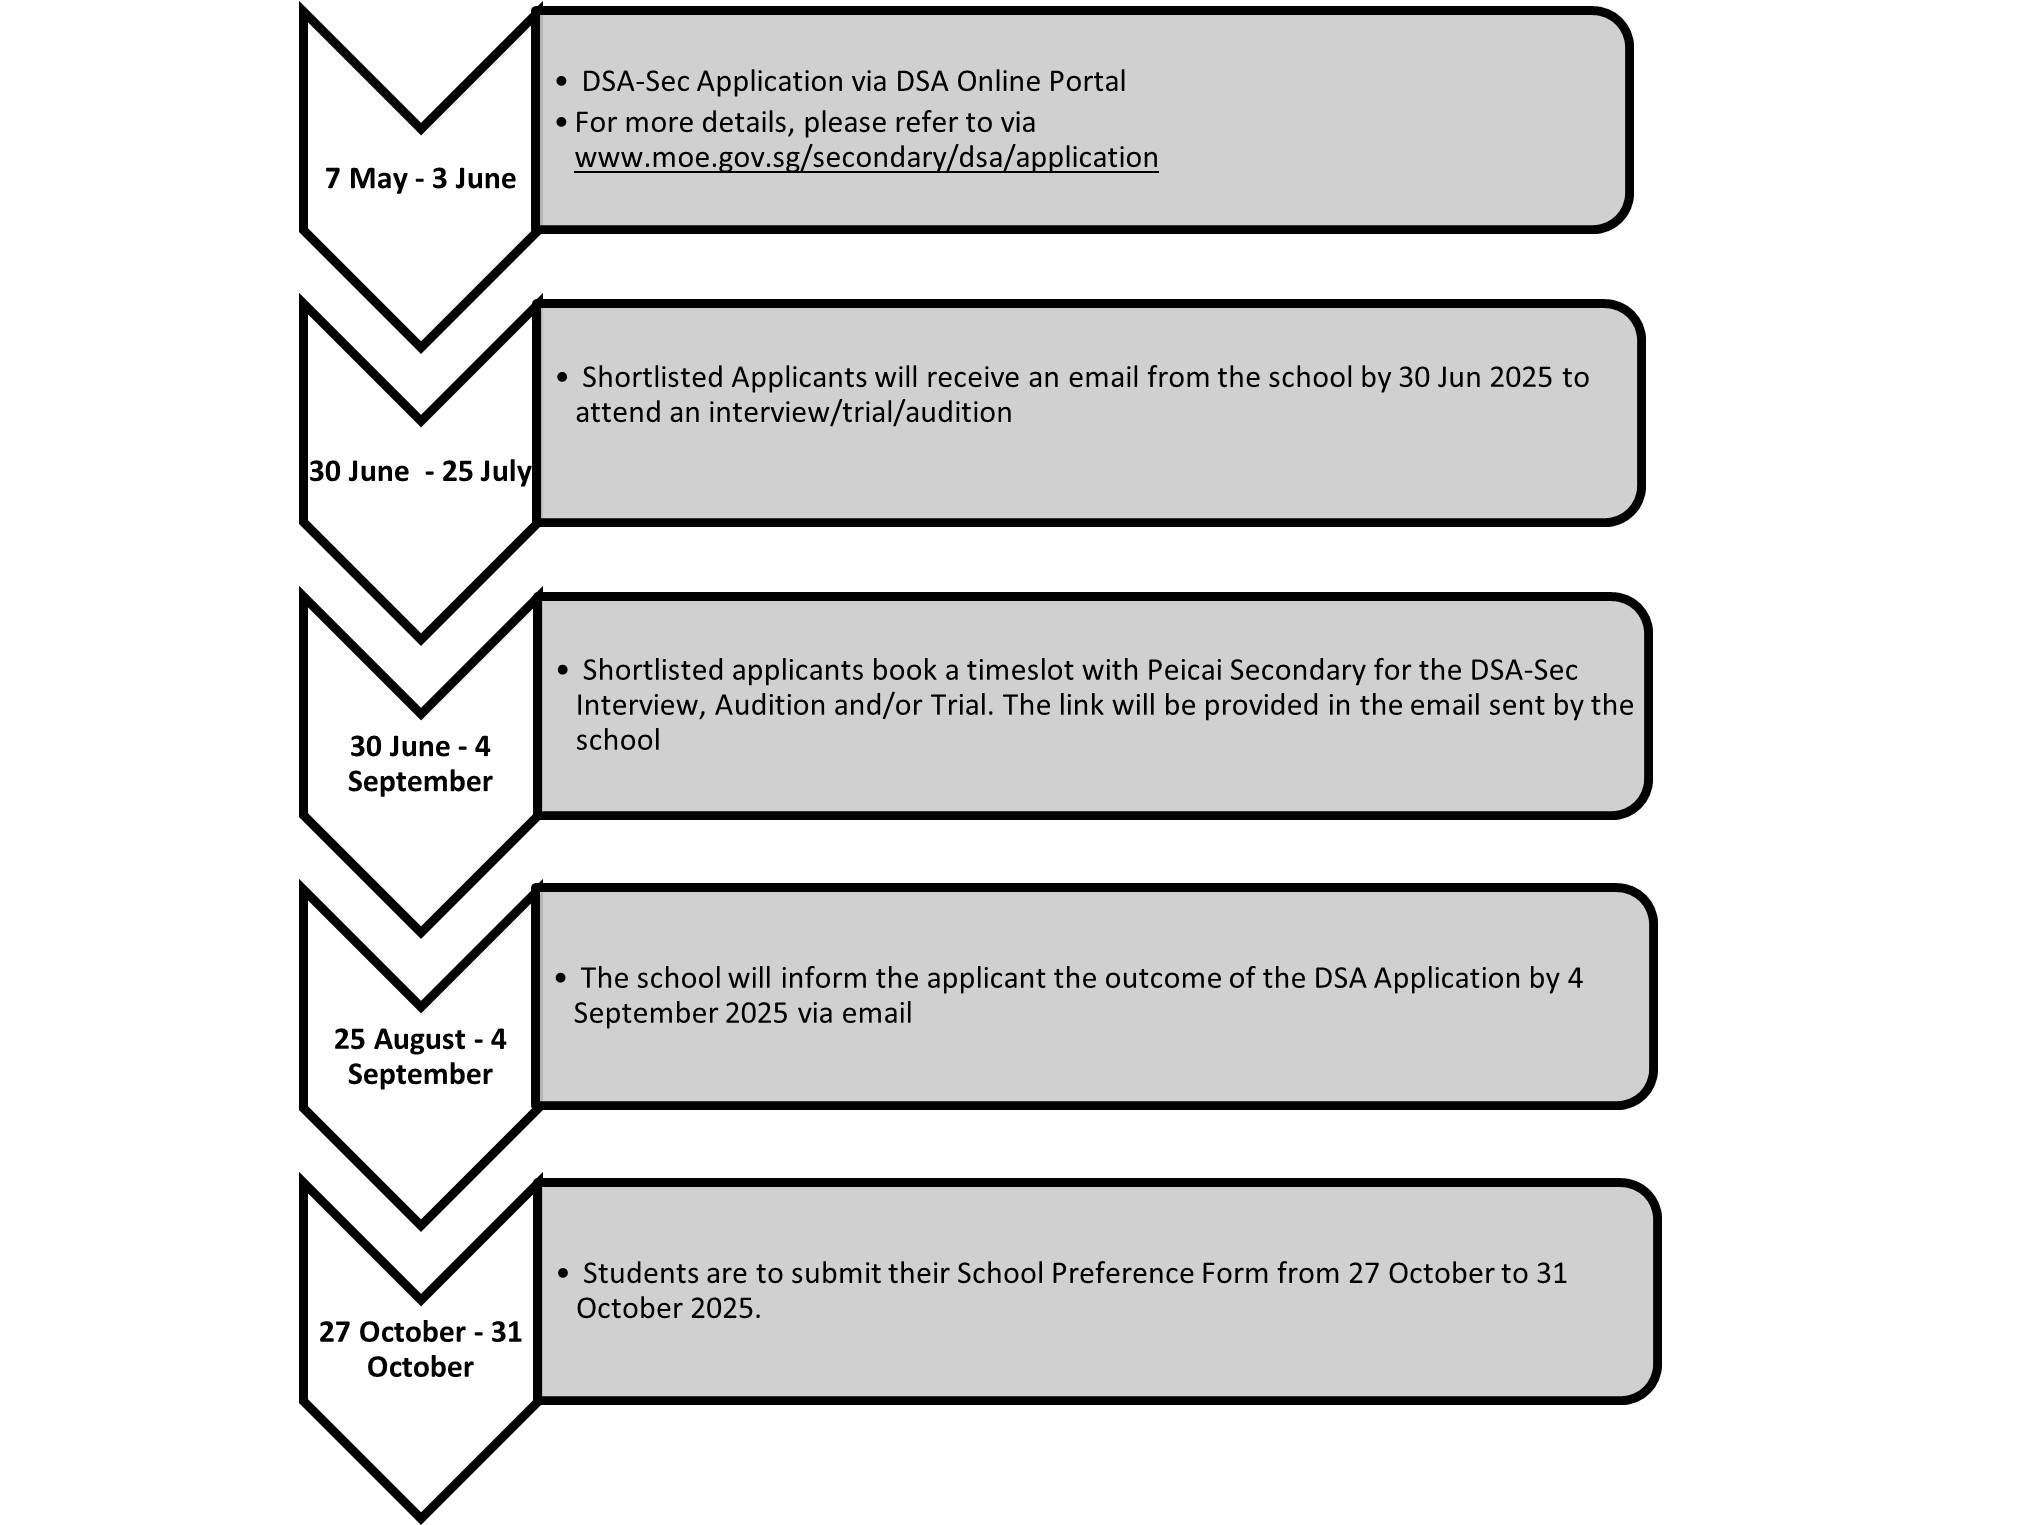 • DSA-Sec Application via DSA Online Portal
• For more details, please refer to via
www.moe.gov.sg/secondary/dsa/application
7 May - 3 June
• Shortlisted Applicants will receive an email from the school by 30 Jun 2025 to
attend an interview/trial/audition
30 June - 25 July
• Shortlisted applicants book a timeslot with Peicai Secondary for the DSA-Sec
Interview, Audition and/or Trial. The link will be provided in the email sent by the
school
30 June - 4
September
• The school will inform the applicant the outcome of the DSA Application by 4
September 2025 via email
25 August - 4
September
• Students are to submit their School Preference Form from 27 October to 31
October 2025.
27 October - 31
October